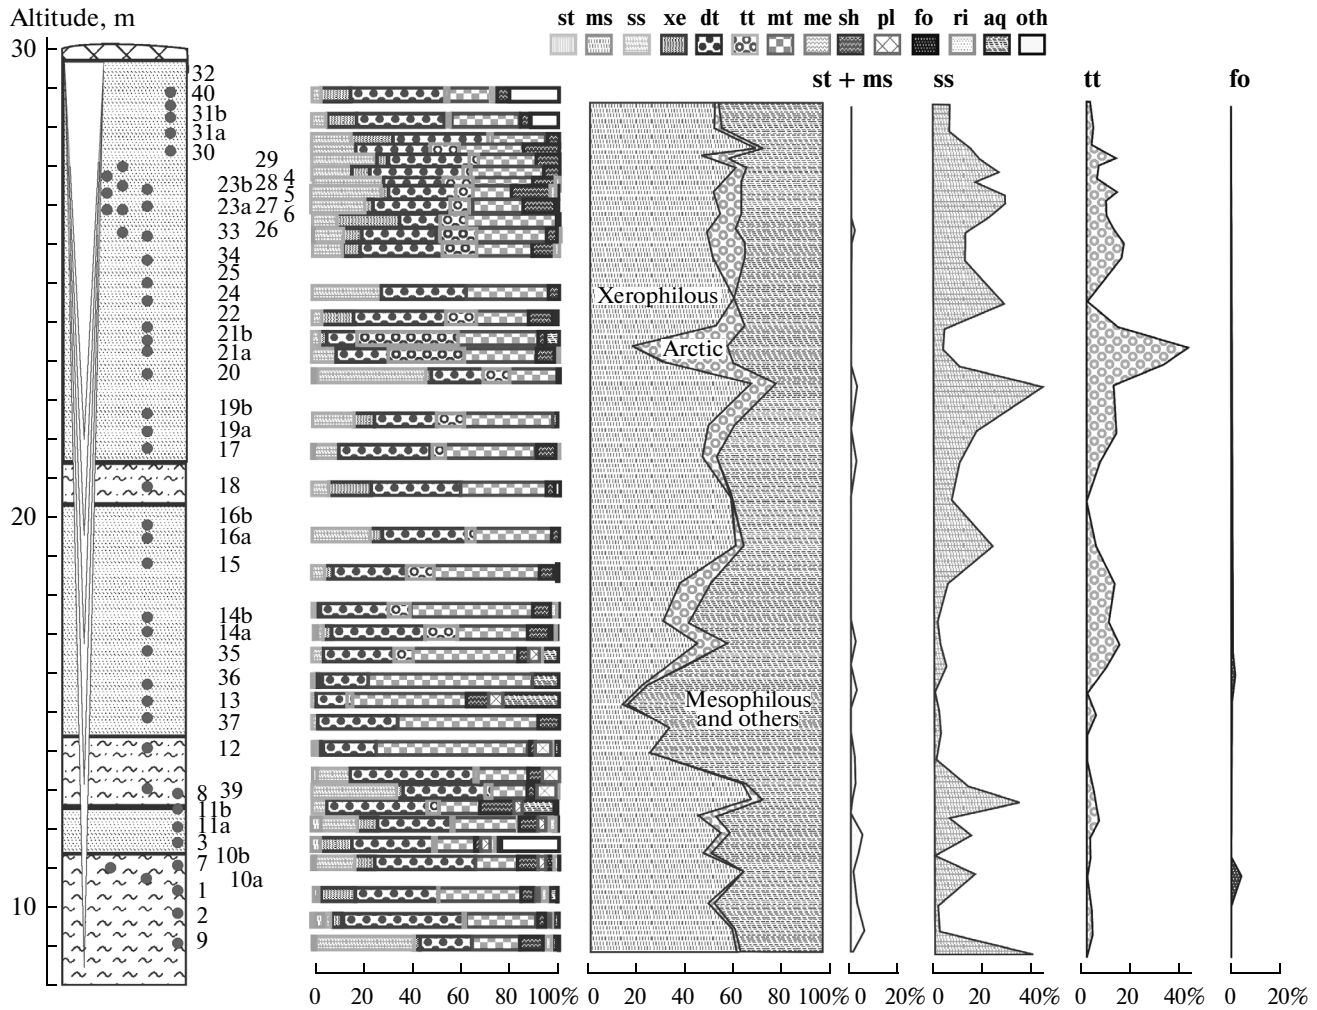 Altitude, m
st ms ss xe dt tt mt me sh pl fo ri aq oth
st + ms ss tt fo
30
32
40
31b
31a
30
29
23b 28 4
5
23a 27 6
33 26
34
25
24
22
21b
21a
20
19b
19a
17
18
20
16b
16a
15
14b
14a
35
36
13
37
12
8 39
11b
11a
3
7 10b
10a
1
10
2
9
Xerophilous
Arctic
Mesophilous
and others
0 20 40 60 80 100% 0 20 40 60 80 100% 0 20% 0 20 40% 0 20 40% 0 20%